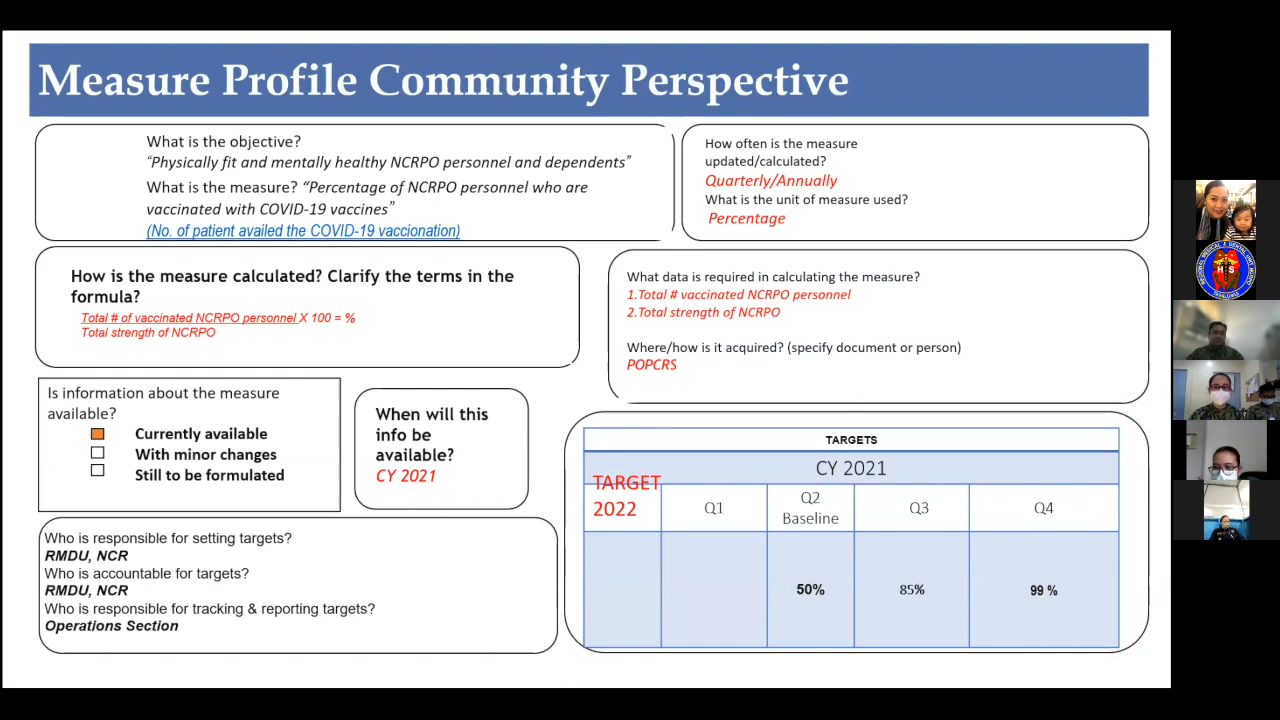 Measure Profile Community Perspective
What is the objective?
“Physically fit and mentally healthy NCRPO personnel and dependents”
What is the measure? “Percentage of NCRPO personnel who are
vaccinated with COVID-19 vaccines”
(No. of patient availed the COVID-19 vaccionation)
How often is the measure
updated/calculated?
Quarterly/Annually
What is the unit of measure used?
Percentage
How is the measure calculated? Clarify the terms in the
formula?
Total # of vaccinated NCRPO personnel X 100 = %
Total strength of NCRPO
What data is required in calculating the measure?
1.Total # vaccinated NCRPO personnel
2.Total strength of NCRPO
Where/how is it acquired? (specify document or person)
POPCRS
Is information about the measure
available?
Currently available
With minor changes
Still to be formulated
When will this
info be
available?
CY 2021
Who is responsible for setting targets?
RMDU, NCR
Who is accountable for targets?
RMDU, NCR
Who is responsible for tracking & reporting targets?
Operations Section
TARGETS
CY 2021
TARGET
2022
Q1
Q2
Baseline
Q3
Q4
50%
85%
99 %